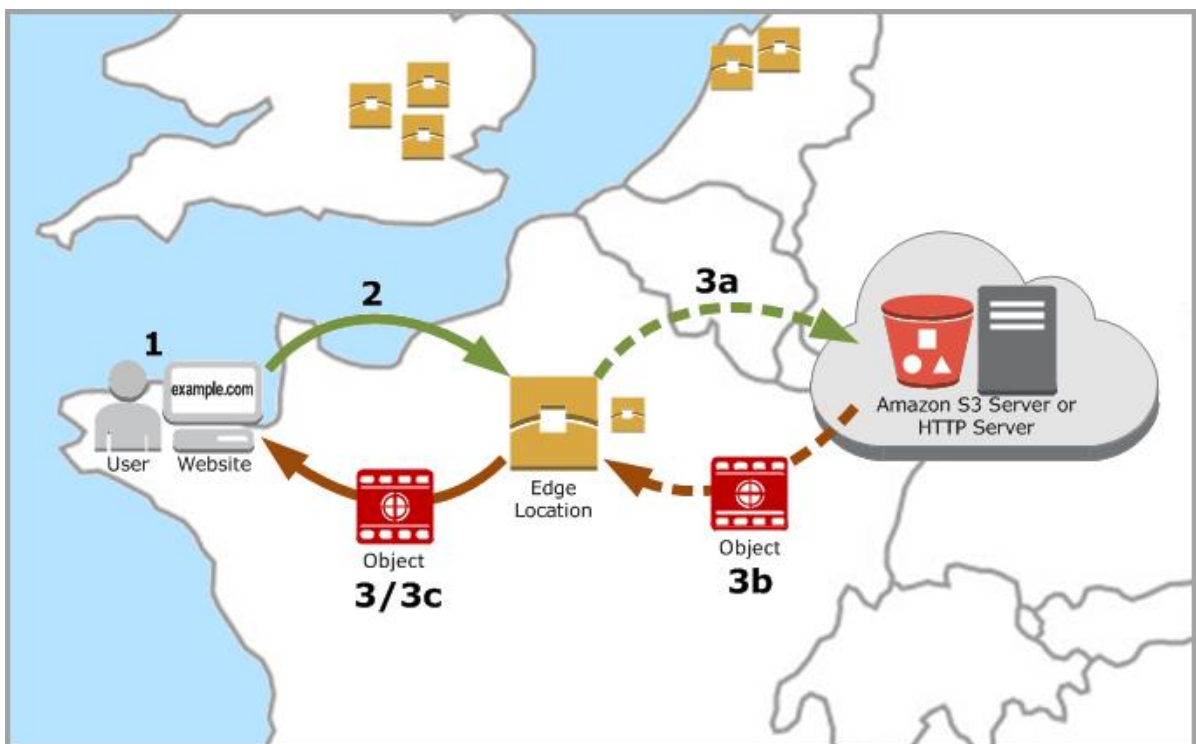 2
3a
1
example.com
User
Website
Edge
Location
Amazon S3 Server or
HTTP Server
Object
3/3c
Object
3b